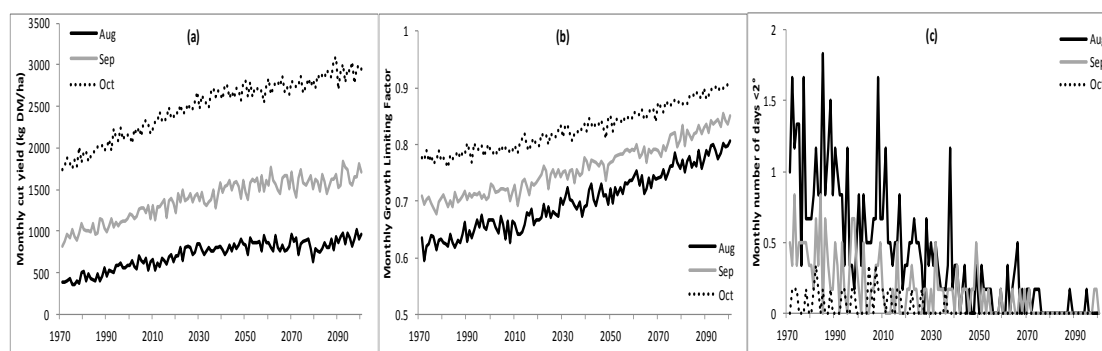 (a)
Monthly cut yield (kg DM/ha)
3500
3000
2500
2000
1500
1000
500
0
Aug
Sep
Oct
1970 1990 2010 2030 2050 2070 2090
(b)
Monthly Growth Limiting Factor
1
0.9
0.8
0.7
0.6
0.5
Aug
Sep
Oct
1970 1990 2010 2030 2050 2070 2090
(c)
Monthly number of days <2°
2
1.5
1
0.5
0
Aug
Sep
Oct
1970 1990 2010 2030 2050 2070 2090